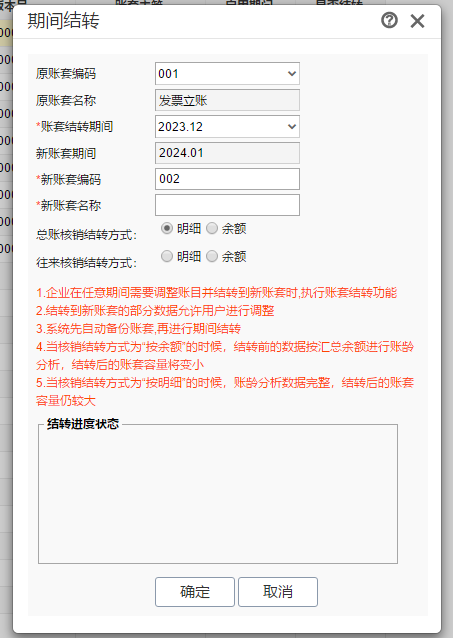 期间结转
原账套编码 001
原账套名称 发票立账
*账套结转期间 2023.12
新账套期间 2024.01
*新账套编码 002
*新账套名称
总账核销结转方式： 明细 余额
往来核销结转方式： 明细 余额
1.企业在任意期间需要调整账目并结转到新账套时,执行账套结转功能
2.结转到新账套的部分数据允许用户进行调整
3.系统先自动备份账套,再进行期间结转
4.当核销结转方式为“按余额”的时候，结转前的数据按汇总余额进行账龄
分析，结转后的账套容量将变小
5.当核销结转方式为“按明细”的时候，账龄分析数据完整，结转后的账套
容量仍较大
结转进度状态
确定 取消